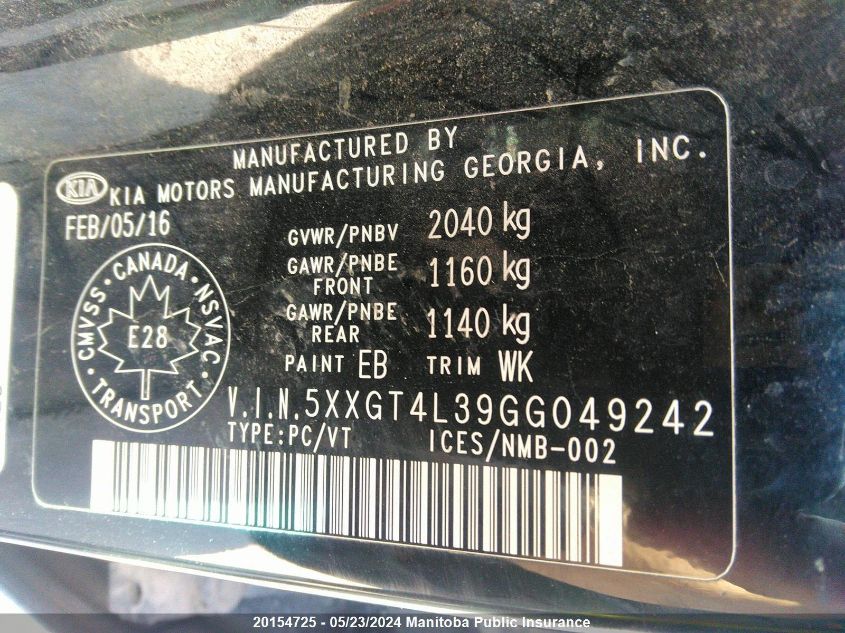 MANUFACTURED BY
KIA KIA MOTORS MANUFACTURING GEORGIA, INC.
FEB/05/16
GVWR/PNBV 2040 kg
GAWR/PNBE FRONT 1160 kg
GAWR/PNBE REAR 1140 kg
PAINT EB TRIM WK
CANADA · NSVAC · TRANSPORT · CMVSS ·
E28
V.I.N.5XXGT4L39GG049242
TYPE:PC/VT ICES/NMB-002
20154725 - 05/23/2024 Manitoba Public Insurance